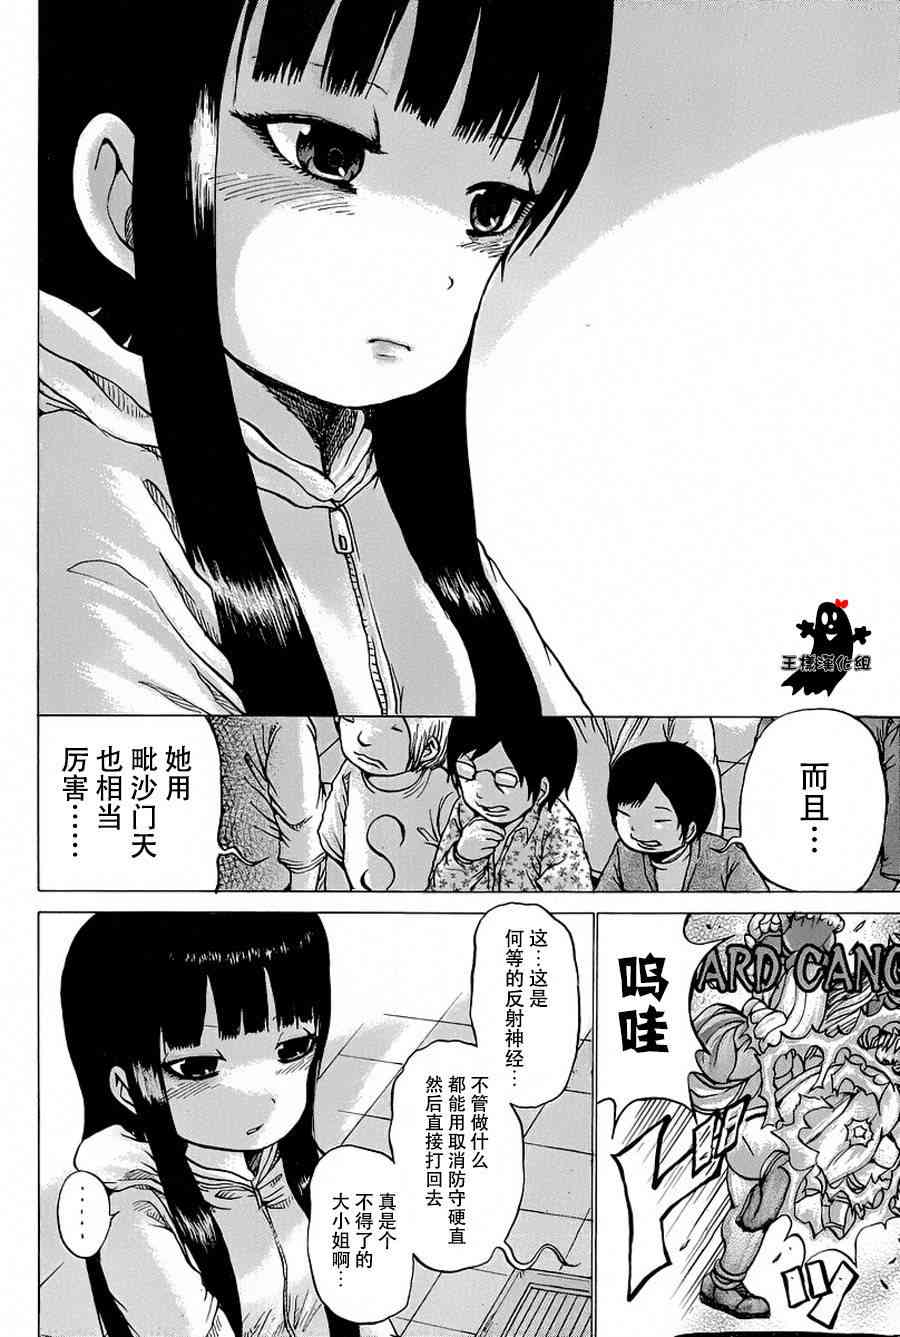 王様漢化組
而且…
她用
毗沙门天
也相当
厉害……
ARD CANC
呜
哇
这…这是
何等的反射神经…
不管做什么
都能用取消防守硬直
然后直接打回去
真是个
不得了的
大小姐啊…
……